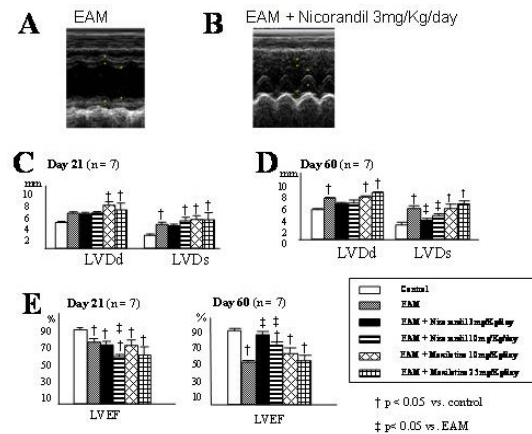 A
EAM
B
EAM + Nicorandil 3mg/Kg/day
C
Day 21 (n = 7)
mm
10
8
6
4
2
† †
† † † †
LVDd
LVDs
D
Day 60 (n = 7)
mm
10
8
6
4
2
0
† † †
† ‡ ‡ † †
LVDd
LVDs
E
Day 21 (n = 7)
%
90
70
50
30
10
† † ‡ † † †
LVEF
Day 60 (n = 7)
%
90
70
50
30
10
† ‡ ‡ † † †
LVEF
Control
EAM
EAM + Nicorandil 3mg/Kg/day
EAM + Nicorandil 10mg/Kg/day
EAM + Mexiletine 10mg/Kg/day
EAM + Mexiletine 25mg/Kg/day
† p < 0.05 vs. control
‡ p < 0.05 vs. EAM